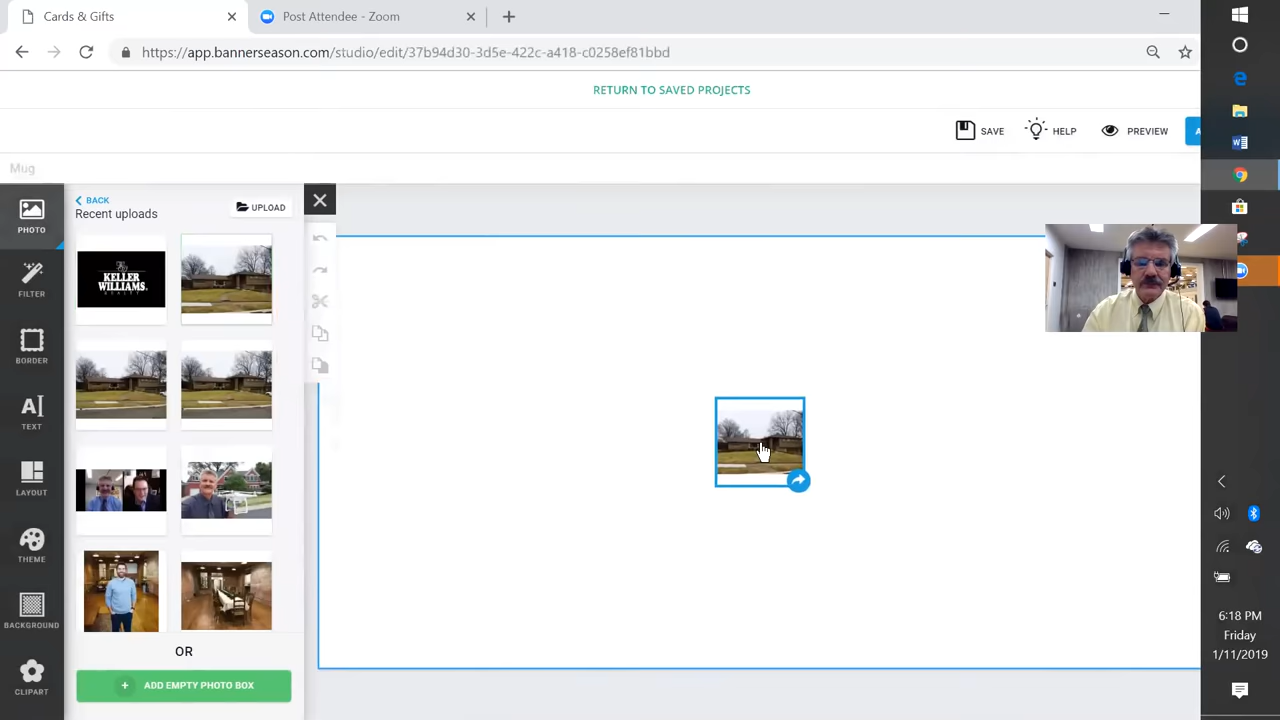 Cards & Gifts
Post Attendee - Zoom
https://app.bannerseason.com/studio/edit/37b94d30-3d5e-422c-a418-c0258ef81bbd
RETURN TO SAVED PROJECTS
SAVE
HELP
PREVIEW
A
Mug
PHOTO
FILTER
BORDER
TEXT
LAYOUT
THEME
BACKGROUND
CLIPART
BACK
Recent uploads
UPLOAD
KELLER
WILLIAMS.
REALTY
OR
+ ADD EMPTY PHOTO BOX
6:18 PM
Friday
1/11/2019